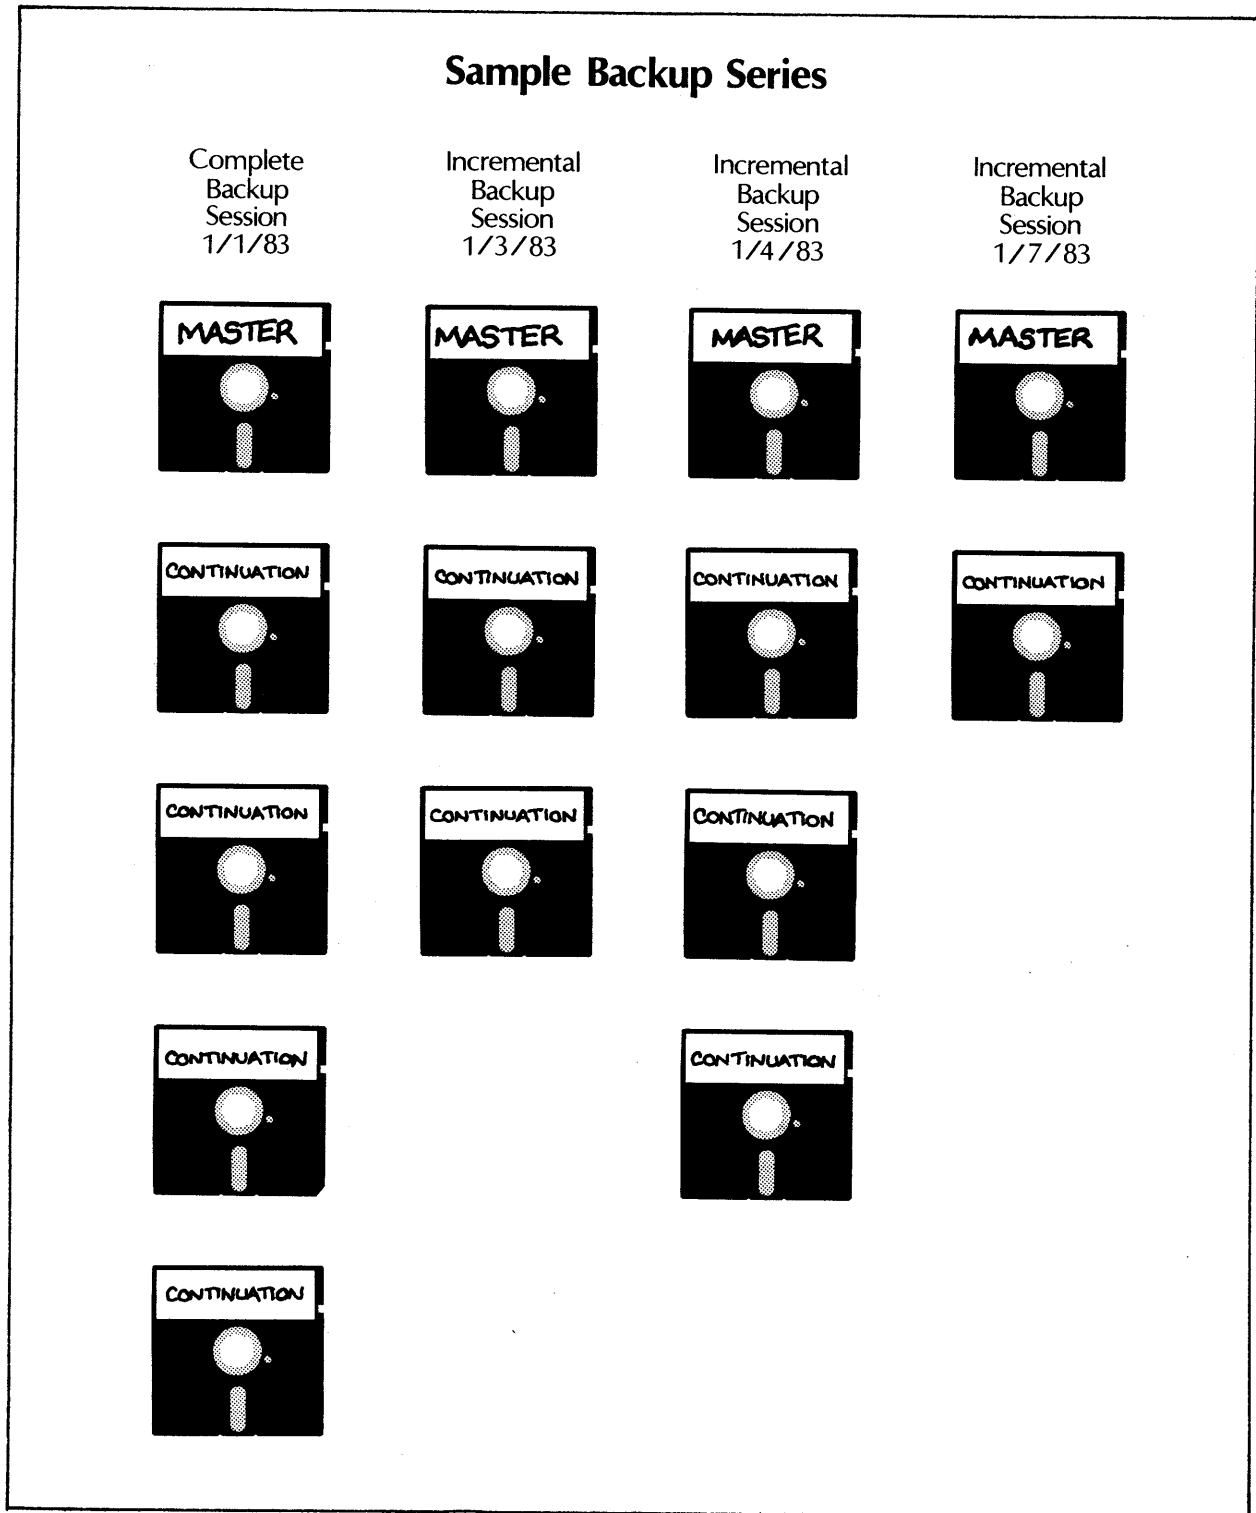 Sample Backup Series
Complete
Backup
Session
1/1/83
Incremental
Backup
Session
1/3/83
Incremental
Backup
Session
1/4/83
Incremental
Backup
Session
1/7/83
MASTER
MASTER
MASTER
MASTER
CONTINUATION
CONTINUATION
CONTINUATION
CONTINUATION
CONTINUATION
CONTINUATION
CONTINUATION
CONTINUATION
CONTINUATION
CONTINUATION